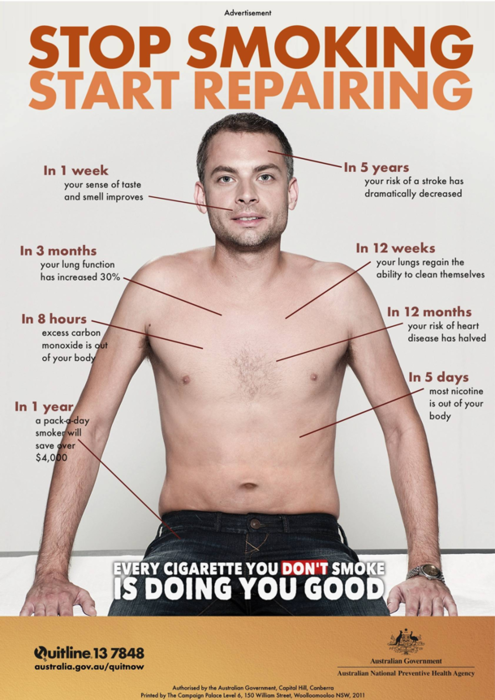 Advertisement
STOP SMOKING
START REPAIRING
In 1 week
your sense of taste
and smell improves
In 5 years
your risk of a stroke has
dramatically decreased
In 3 months
your lung function
has increased 30%
In 12 weeks
your lungs regain the
ability to clean themselves
In 8 hours
excess carbon
monoxide is out
of your body
In 12 months
your risk of heart
disease has halved
In 5 days
most nicotine
is out of your
body
In 1 year
a pack-a-day
smoker will
save over
$4,000
EVERY CIGARETTE YOU DON'T SMOKE
IS DOING YOU GOOD
Quitline 13 7848
australia.gov.au/quitnow
Australian Government
Australian National Preventive Health Agency
Authorised by the Australian Government, Capital Hill, Canberra
Printed by The Campaign Palace Level 6, 150 William Street, Woolloomooloo NSW, 2011